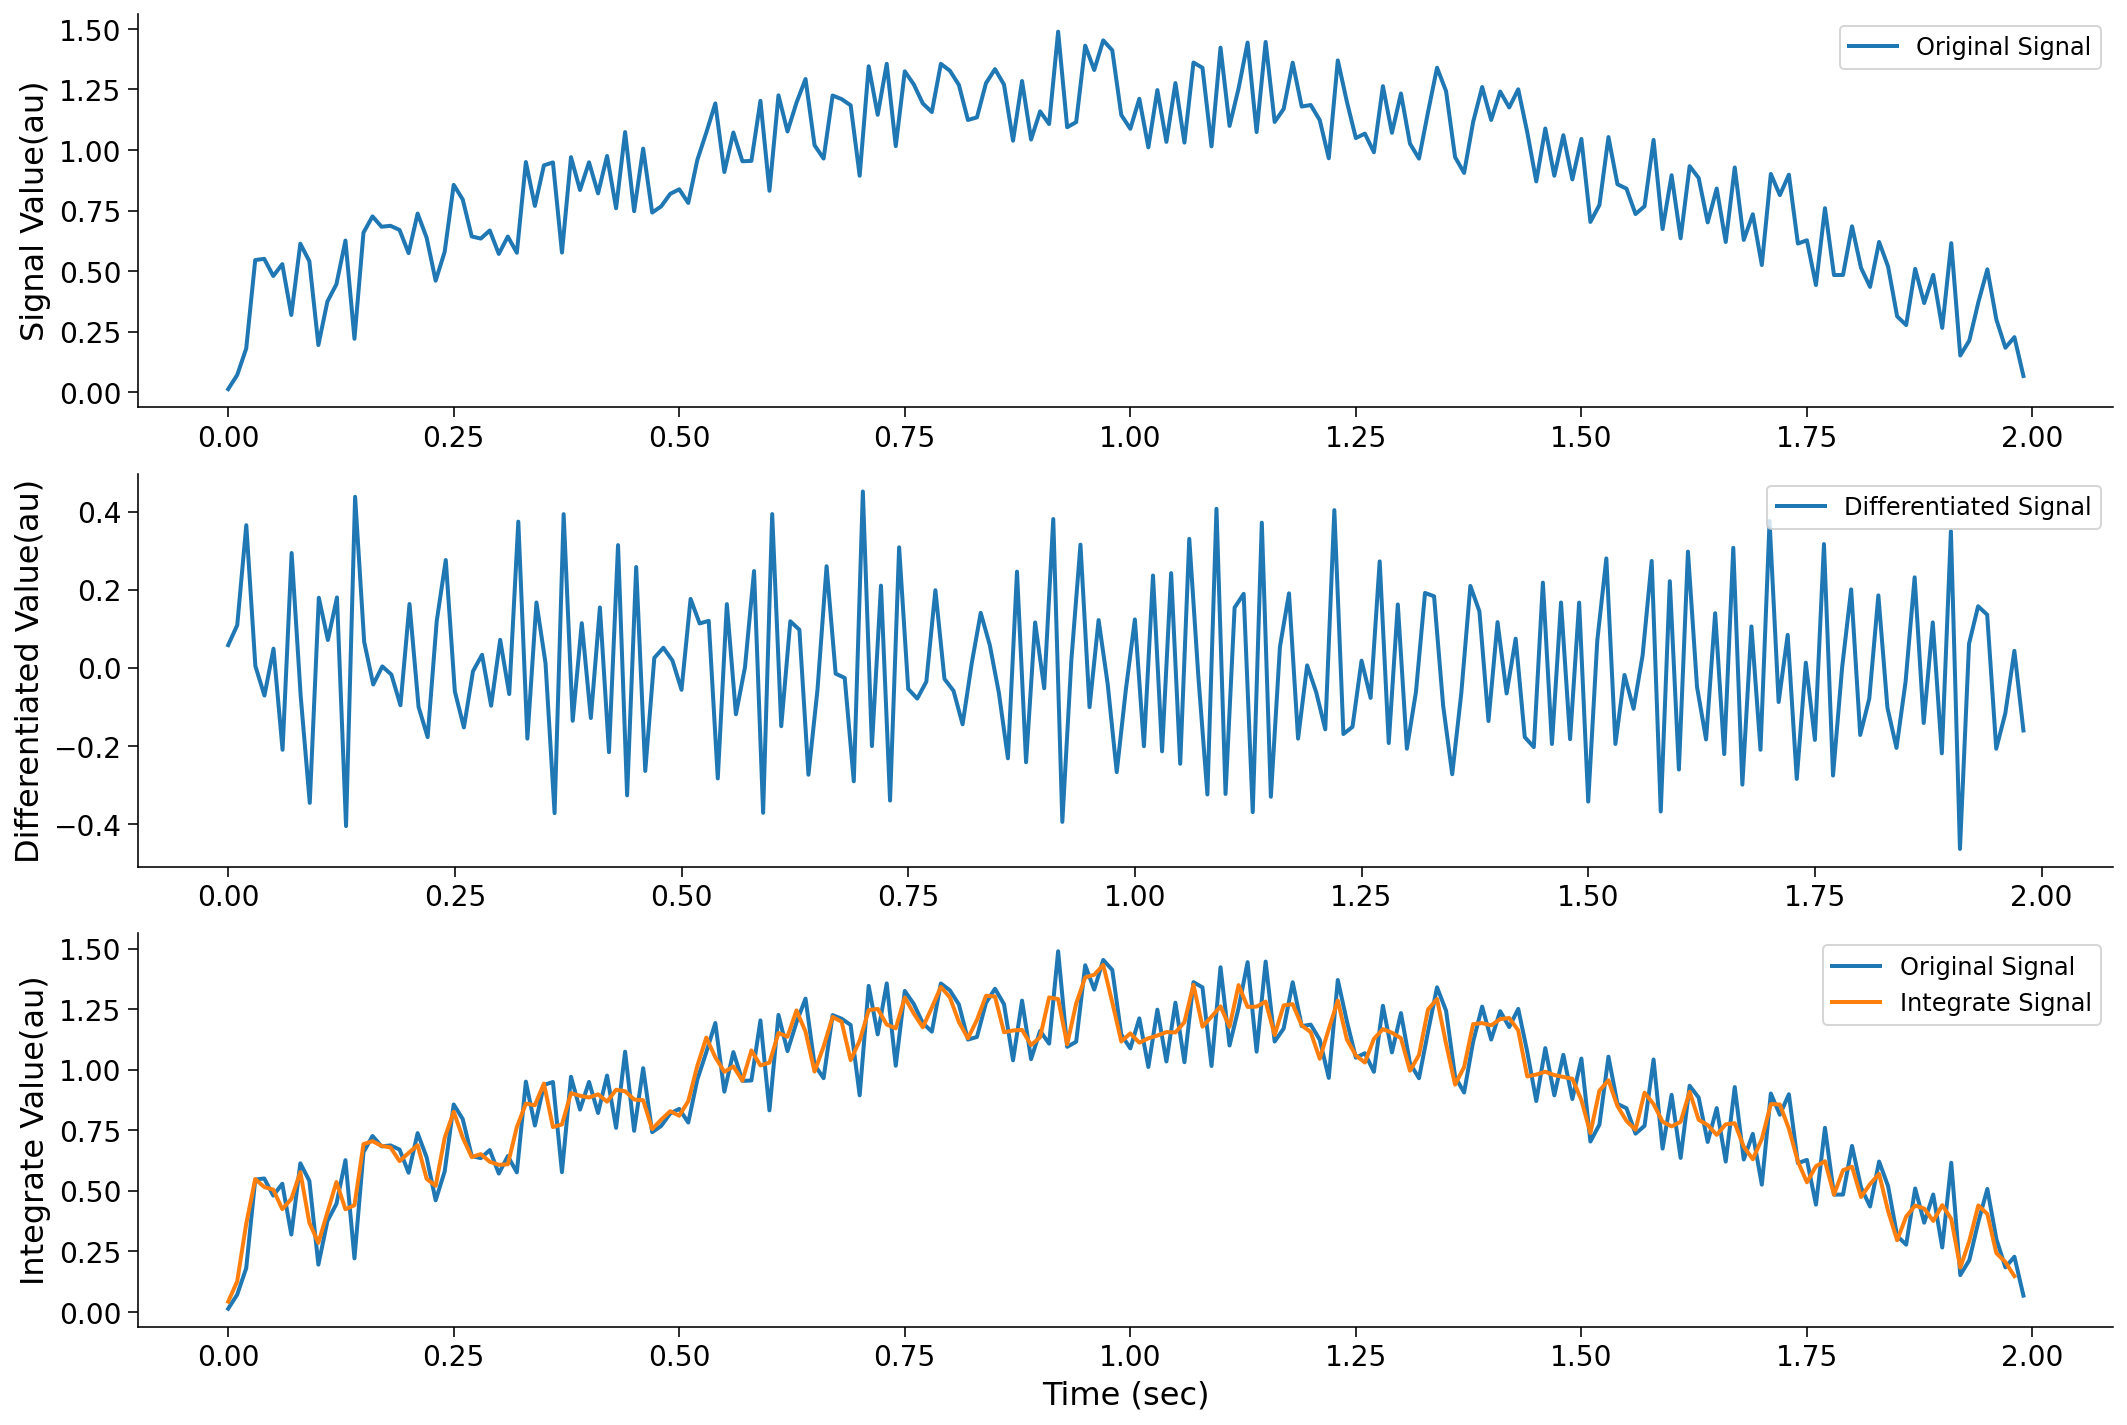 Signal Value(au)
1.50
1.25
1.00
0.75
0.50
0.25
0.00
Original Signal
0.00 0.25 0.50 0.75 1.00 1.25 1.50 1.75 2.00
Differentiated Value(au)
0.4
0.2
0.0
−0.2
−0.4
Differentiated Signal
0.00 0.25 0.50 0.75 1.00 1.25 1.50 1.75 2.00
Integrate Value(au)
1.50
1.25
1.00
0.75
0.50
0.25
0.00
Original Signal
Integrate Signal
0.00 0.25 0.50 0.75 1.00 1.25 1.50 1.75 2.00
Time (sec)